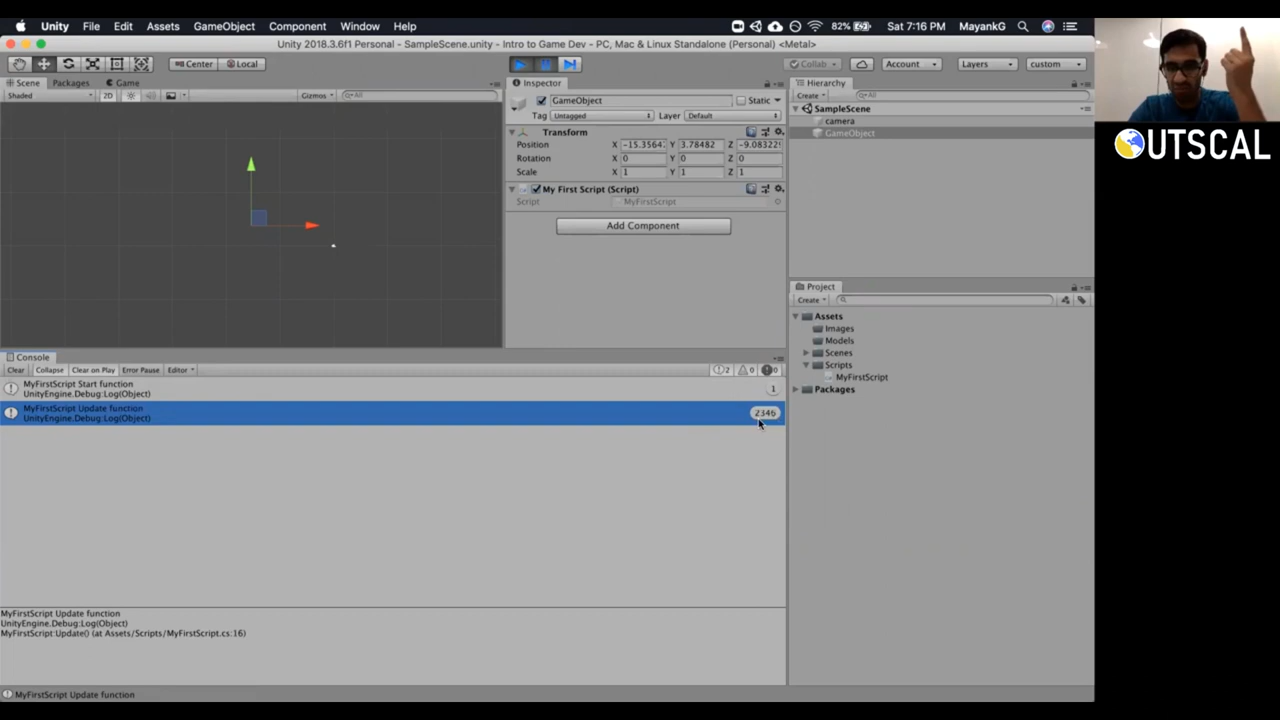 Unity File Edit Assets GameObject Component Window Help
82% Sat 7:16 PM MayankG
Unity 2018.3.6f1 Personal - SampleScene.unity - Intro to Game Dev - PC, Mac & Linux Standalone (Personal) <Metal>
Center Local Collab Account Layers custom
Scene Packages Game
Shaded 2D Gizmos All
Inspector
GameObject Static
Tag Untagged Layer Default
Transform
Position X -15.3564 Y 3.78482 Z -9.08322
Rotation X 0 Y 0 Z 0
Scale X 1 Y 1 Z 1
My First Script (Script)
Script MyFirstScript
Add Component
Hierarchy
Create All
SampleScene
camera
GameObject
Project
Create
Assets
Images
Models
Scenes
Scripts
MyFirstScript
Packages
OUTSCAL
Console
Clear Collapse Clear on Play Error Pause Editor 2 0 0
MyFirstScript Start function
UnityEngine.Debug:Log(Object)
1
MyFirstScript Update function
UnityEngine.Debug:Log(Object)
2346
MyFirstScript Update function
UnityEngine.Debug:Log(Object)
MyFirstScript:Update() (at Assets/Scripts/MyFirstScript.cs:16)
MyFirstScript Update function